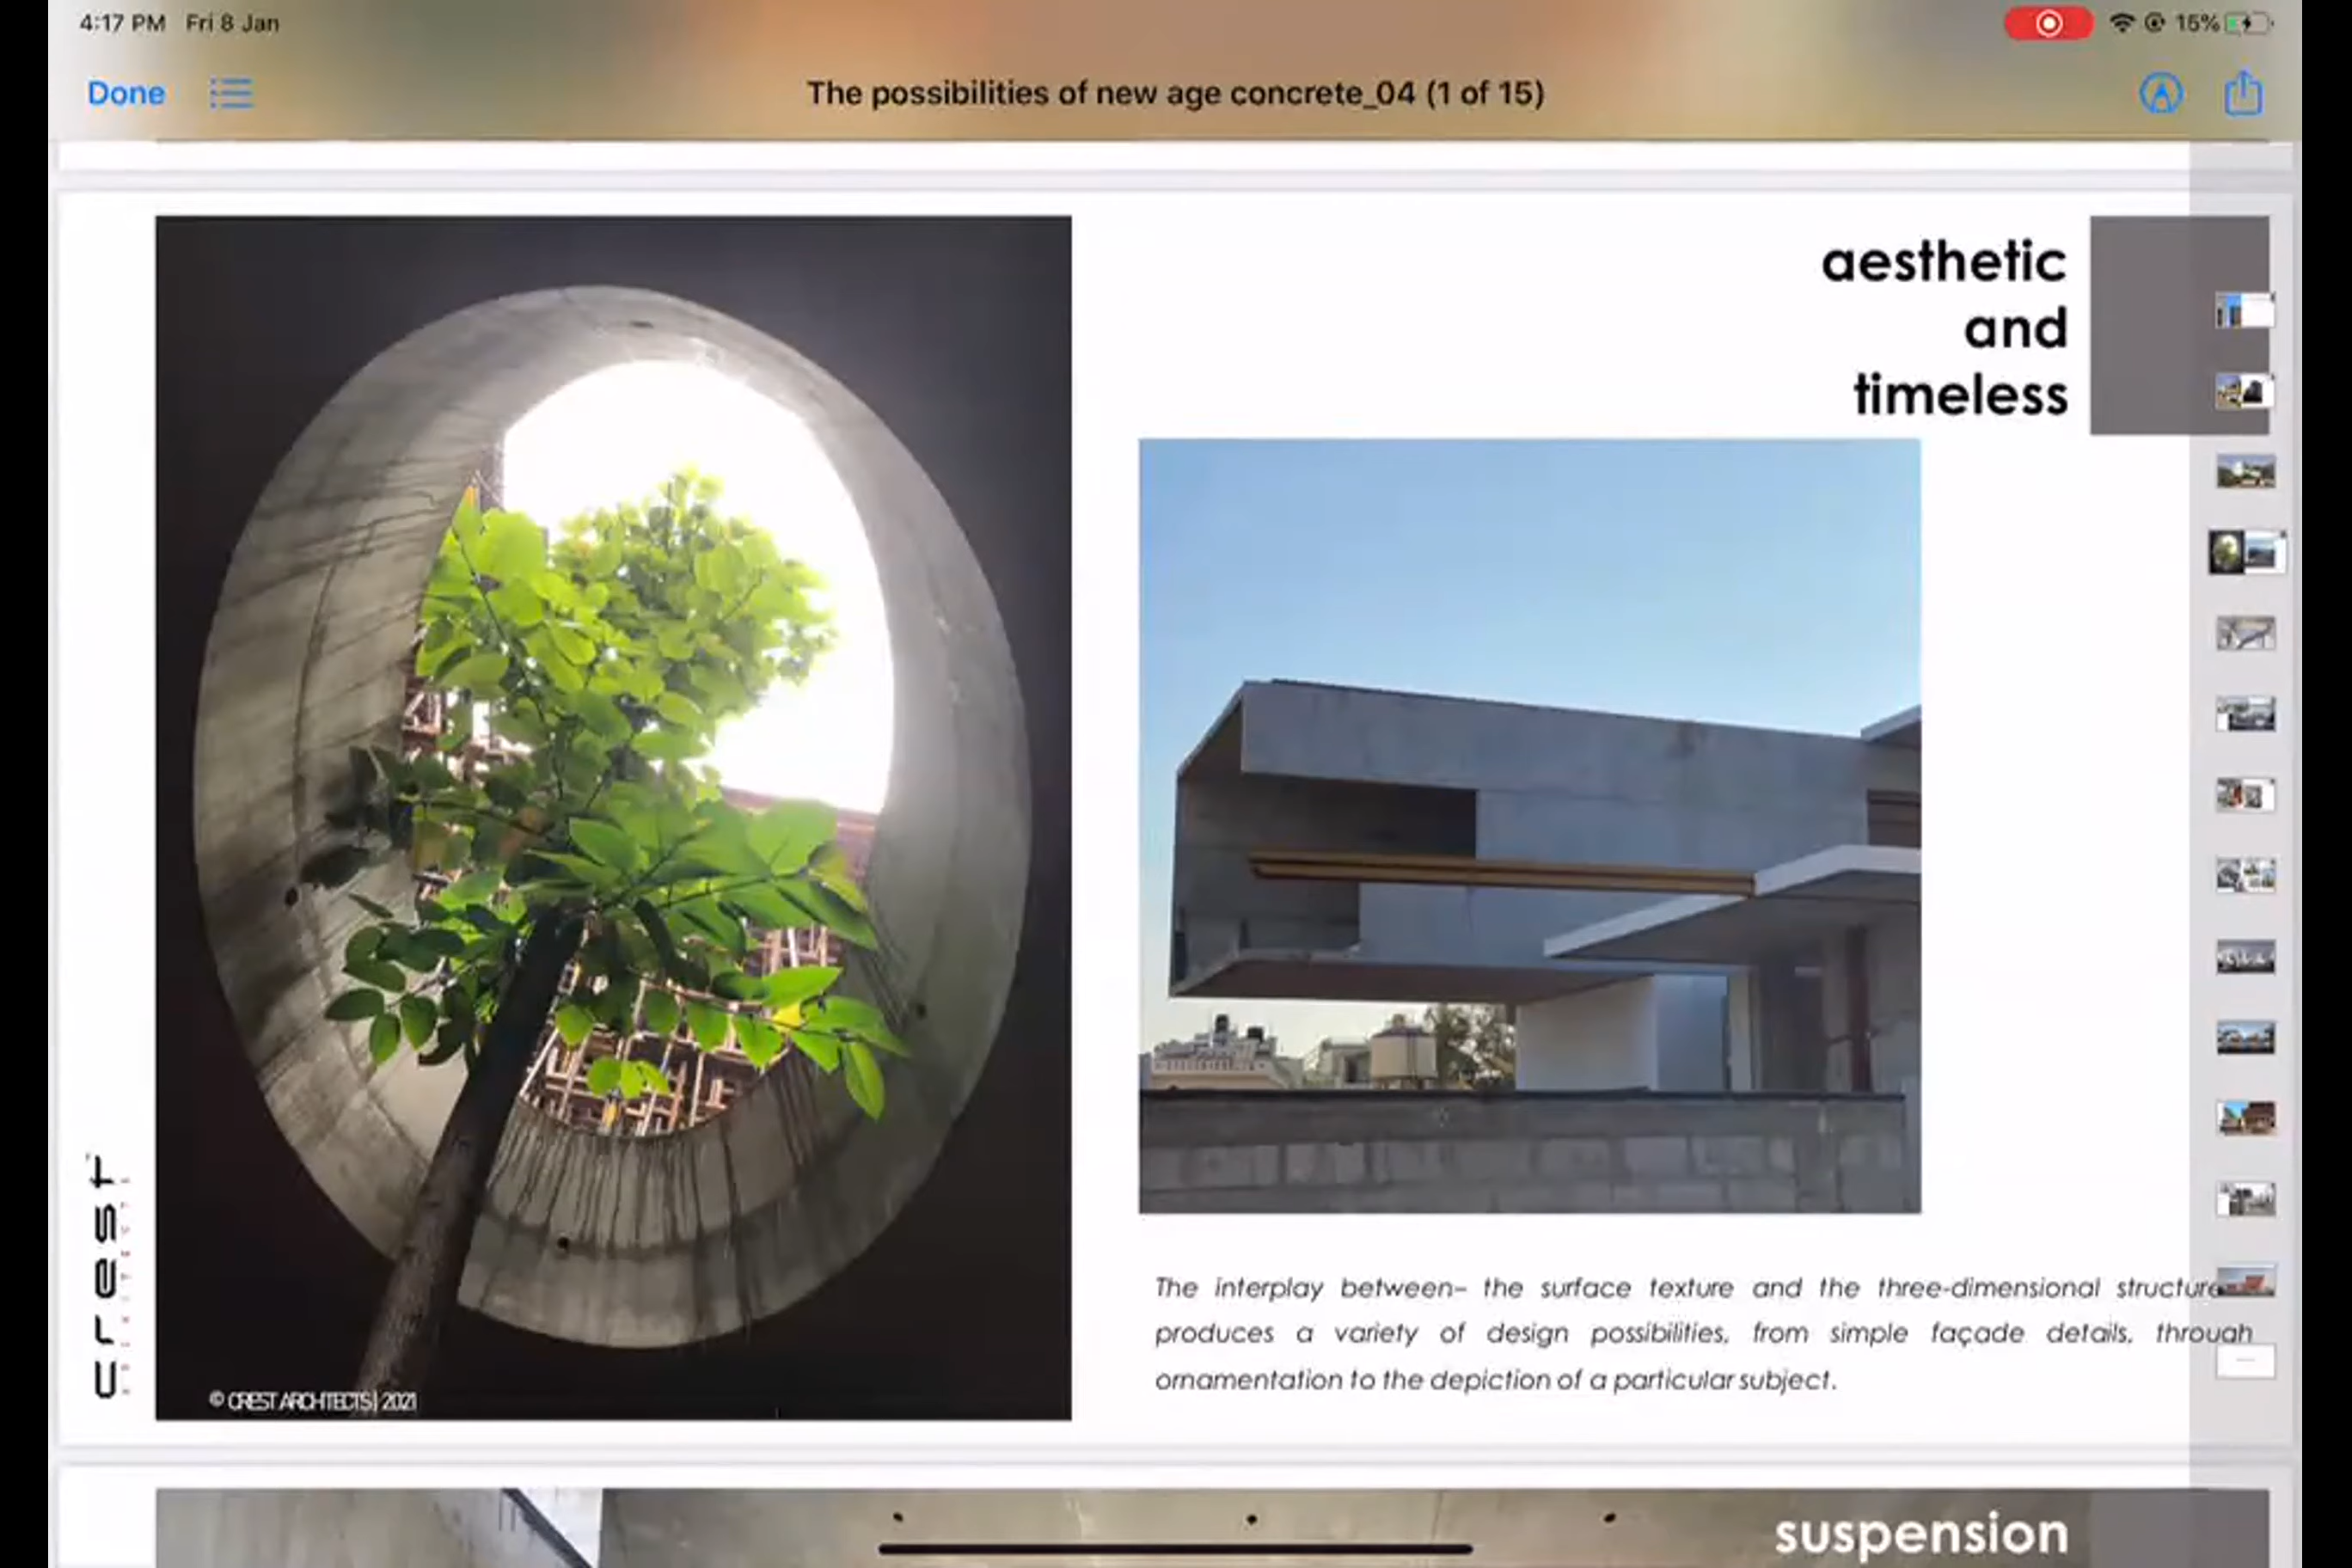 4:17 PM Fri 8 Jan
15%
Done
The possibilities of new age concrete_04 (1 of 15)
aesthetic
and
timeless
The interplay between– the surface texture and the three-dimensional structure
produces a variety of design possibilities, from simple façade details, through
ornamentation to the depiction of a particular subject.
crest
© CREST ARCHITECTS | 2021
suspension